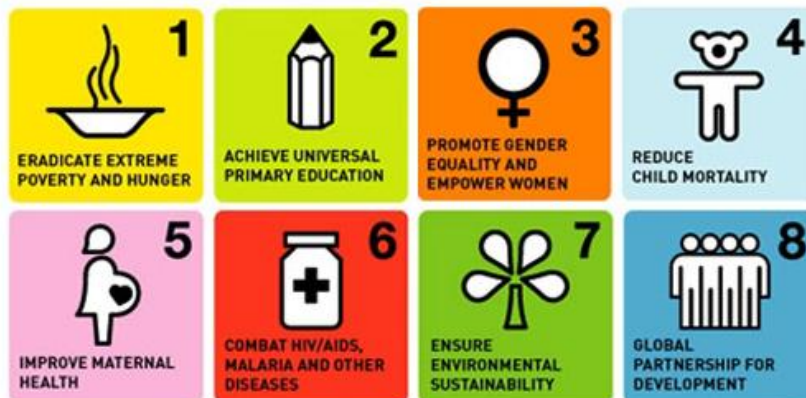 1
ERADICATE EXTREME
POVERTY AND HUNGER
2
ACHIEVE UNIVERSAL
PRIMARY EDUCATION
3
PROMOTE GENDER
EQUALITY AND
EMPOWER WOMEN
4
REDUCE
CHILD MORTALITY
5
IMPROVE MATERNAL
HEALTH
6
COMBAT HIV/AIDS,
MALARIA AND OTHER
DISEASES
7
ENSURE
ENVIRONMENTAL
SUSTAINABILITY
8
GLOBAL
PARTNERSHIP FOR
DEVELOPMENT